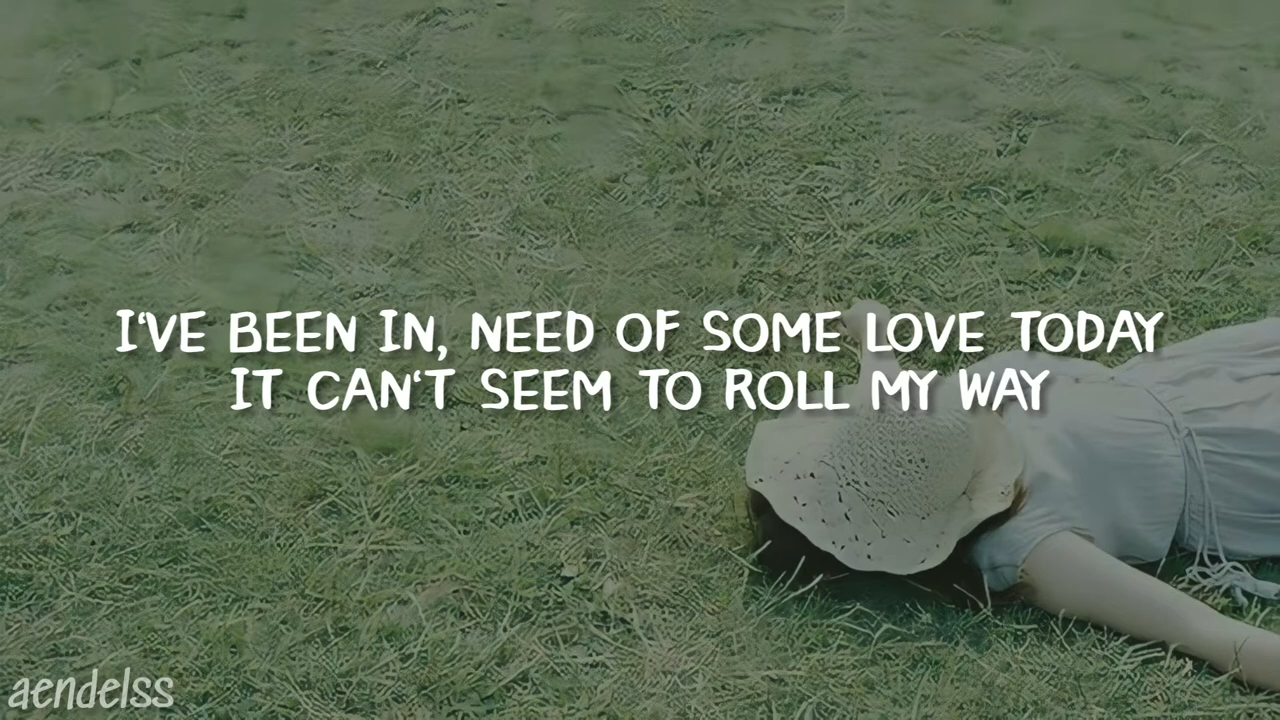 I'VE BEEN IN, NEED OF SOME LOVE TODAY
IT CAN'T SEEM TO ROLL MY WAY
aendelss